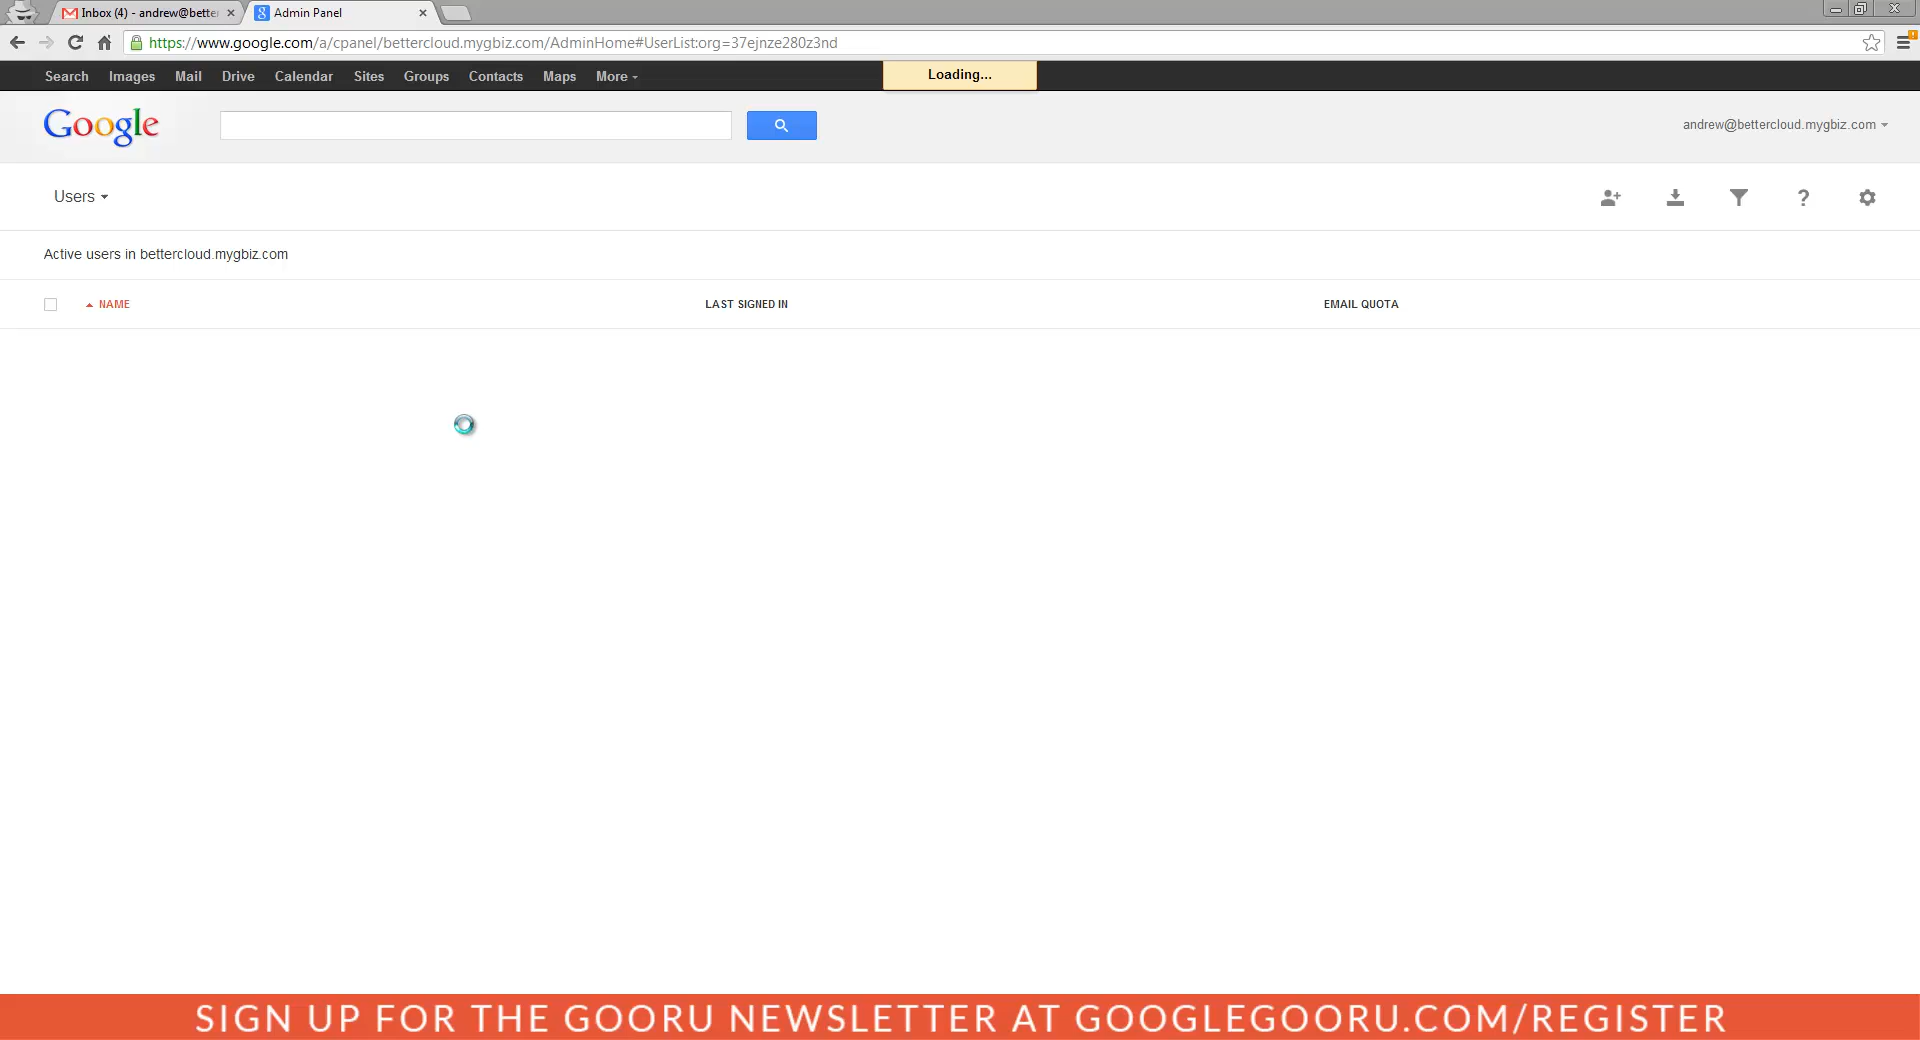 Inbox (4) - andrew@better
Admin Panel
https://www.google.com/a/cpanel/bettercloud.mygbiz.com/AdminHome#UserList:org=37ejnze280z3nd
Search Images Mail Drive Calendar Sites Groups Contacts Maps More
Loading...
Google
andrew@bettercloud.mygbiz.com
Users
?
Active users in bettercloud.mygbiz.com
NAME LAST SIGNED IN EMAIL QUOTA
SIGN UP FOR THE GOORU NEWSLETTER AT GOOGLEGOORU.COM/REGISTER